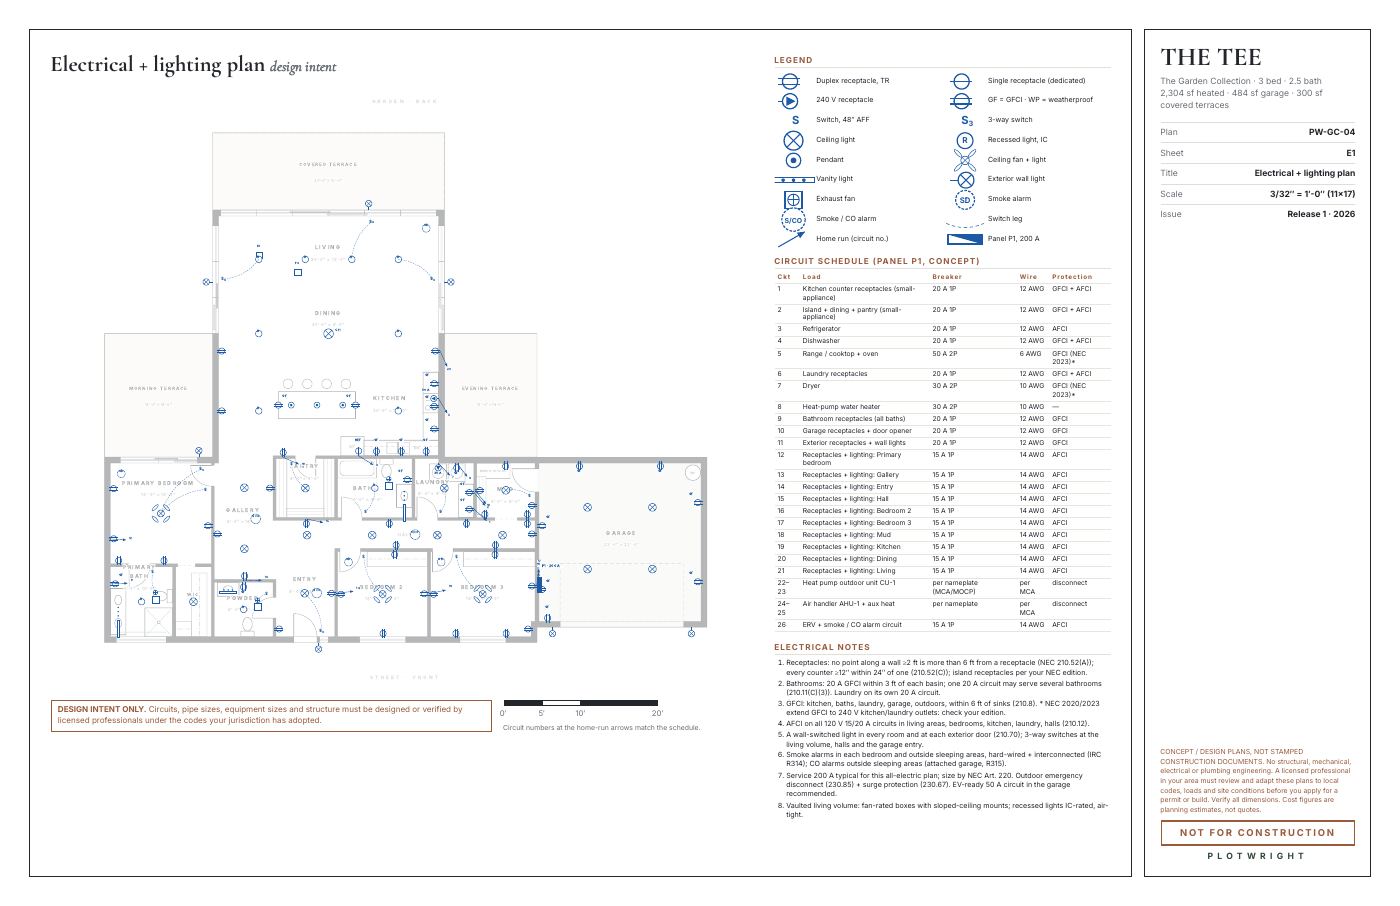 Electrical + lighting plan design intent
GARDEN BACK
COVERED TERRACE
LIVING
DINING
MORNING TERRACE
EVENING TERRACE
KITCHEN
PANTRY
PRIMARY BEDROOM
BATH
LAUNDRY
GALLERY
GARAGE
PRIMARY
BATH
ENTRY
BEDROOM 2
BEDROOM 3
POWDER
STREET FRONT
DESIGN INTENT ONLY. Circuits, pipe sizes, equipment sizes and structure must be designed or verified by
licensed professionals under the codes your jurisdiction has adopted.
0' 5' 10' 20'
Circuit numbers at the home-run arrows match the schedule.
LEGEND
Duplex receptacle, TR
Single receptacle (dedicated)
240 V receptacle
GF = GFCI · WP = weatherproof
S Switch, 48" AFF
S3 3-way switch
Ceiling light
R Recessed light, IC
Pendant
Ceiling fan + light
Vanity light
Exterior wall light
Exhaust fan
SD Smoke alarm
S/CO Smoke / CO alarm
Switch leg
Home run (circuit no.)
Panel P1, 200 A
CIRCUIT SCHEDULE (PANEL P1, CONCEPT)
Ckt Load Breaker Wire Protection
1 Kitchen counter receptacles (small-appliance) 20 A 1P 12 AWG GFCI + AFCI
2 Island + dining + pantry (small-appliance) 20 A 1P 12 AWG GFCI + AFCI
3 Refrigerator 20 A 1P 12 AWG AFCI
4 Dishwasher 20 A 1P 12 AWG GFCI + AFCI
5 Range / cooktop + oven 50 A 2P 6 AWG GFCI (NEC 2023)*
6 Laundry receptacles 20 A 1P 12 AWG GFCI + AFCI
7 Dryer 30 A 2P 10 AWG GFCI (NEC 2023)*
8 Heat-pump water heater 30 A 2P 10 AWG —
9 Bathroom receptacles (all baths) 20 A 1P 12 AWG GFCI
10 Garage receptacles + door opener 20 A 1P 12 AWG GFCI
11 Exterior receptacles + wall lights 20 A 1P 12 AWG GFCI
12 Receptacles + lighting: Primary bedroom 15 A 1P 14 AWG AFCI
13 Receptacles + lighting: Gallery 15 A 1P 14 AWG AFCI
14 Receptacles + lighting: Entry 15 A 1P 14 AWG AFCI
15 Receptacles + lighting: Hall 15 A 1P 14 AWG AFCI
16 Receptacles + lighting: Bedroom 2 15 A 1P 14 AWG AFCI
17 Receptacles + lighting: Bedroom 3 15 A 1P 14 AWG AFCI
18 Receptacles + lighting: Mud 15 A 1P 14 AWG AFCI
19 Receptacles + lighting: Kitchen 15 A 1P 14 AWG AFCI
20 Receptacles + lighting: Dining 15 A 1P 14 AWG AFCI
21 Receptacles + lighting: Living 15 A 1P 14 AWG AFCI
22–23 Heat pump outdoor unit CU-1 per nameplate (MCA/MOCP) per MCA disconnect
24–25 Air handler AHU-1 + aux heat per nameplate per MCA disconnect
26 ERV + smoke / CO alarm circuit 15 A 1P 14 AWG AFCI
ELECTRICAL NOTES
1. Receptacles: no point along a wall ≥2 ft is more than 6 ft from a receptacle (NEC 210.52(A));
every counter ≥12" within 24" of one (210.52(C)); island receptacles per your NEC edition.
2. Bathrooms: 20 A GFCI within 3 ft of each basin; one 20 A circuit may serve several bathrooms
(210.11(C)(3)). Laundry on its own 20 A circuit.
3. GFCI: kitchen, baths, laundry, garage, outdoors, within 6 ft of sinks (210.8). * NEC 2020/2023
extend GFCI to 240 V kitchen/laundry outlets: check your edition.
4. AFCI on all 120 V 15/20 A circuits in living areas, bedrooms, kitchen, laundry, halls (210.12).
5. A wall-switched light in every room and at each exterior door (210.70); 3-way switches at the
living volume, halls and the garage entry.
6. Smoke alarms in each bedroom and outside sleeping areas, hard-wired + interconnected (IRC
R314); CO alarms outside sleeping areas (attached garage, R315).
7. Service 200 A typical for this all-electric plan; size by NEC Art. 220. Outdoor emergency
disconnect (230.85) + surge protection (230.67). EV-ready 50 A circuit in the garage
recommended.
8. Vaulted living volume: fan-rated boxes with sloped-ceiling mounts; recessed lights IC-rated, air-
tight.
THE TEE
The Garden Collection · 3 bed · 2.5 bath
2,304 sf heated · 484 sf garage · 300 sf
covered terraces
Plan PW-GC-04
Sheet E1
Title Electrical + lighting plan
Scale 3/32" = 1'-0" (11×17)
Issue Release 1 · 2026
CONCEPT / DESIGN PLANS, NOT STAMPED
CONSTRUCTION DOCUMENTS. No structural, mechanical,
electrical or plumbing engineering. A licensed professional
in your area must review and adapt these plans to local
codes, loads and site conditions before you apply for a
permit or build. Verify all dimensions. Cost figures are
planning estimates, not quotes.
NOT FOR CONSTRUCTION
PLOTWRIGHT